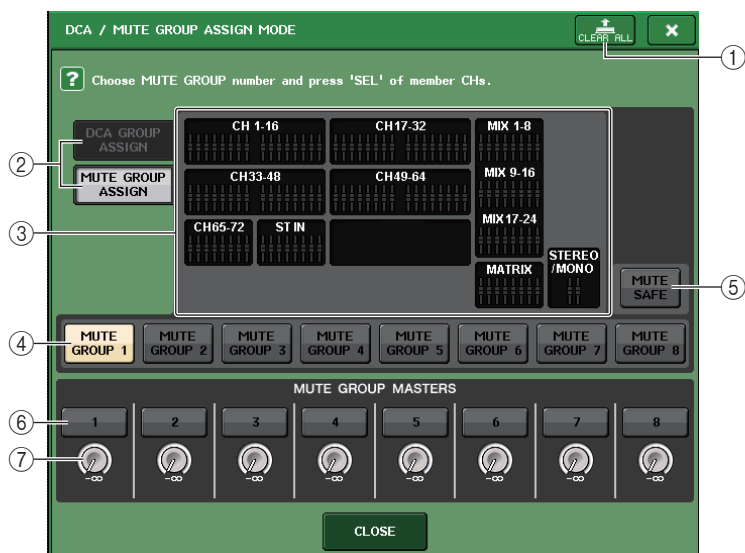 DCA / MUTE GROUP ASSIGN MODE
CLEAR ALL
×
①
? Choose MUTE GROUP number and press 'SEL' of member CHs.
②
DCA GROUP
ASSIGN
MUTE GROUP
ASSIGN
③
CH 1-16
CH17-32
MIX 1-8
CH33-48
CH49-64
MIX 9-16
CH65-72
ST IN
MIX17-24
MATRIX
STEREO
/MONO
MUTE
SAFE
⑤
④
MUTE
GROUP 1
MUTE
GROUP 2
MUTE
GROUP 3
MUTE
GROUP 4
MUTE
GROUP 5
MUTE
GROUP 6
MUTE
GROUP 7
MUTE
GROUP 8
MUTE GROUP MASTERS
⑥
1 2 3 4 5 6 7 8
⑦
-∞ -∞ -∞ -∞ -∞ -∞ -∞ -∞
CLOSE